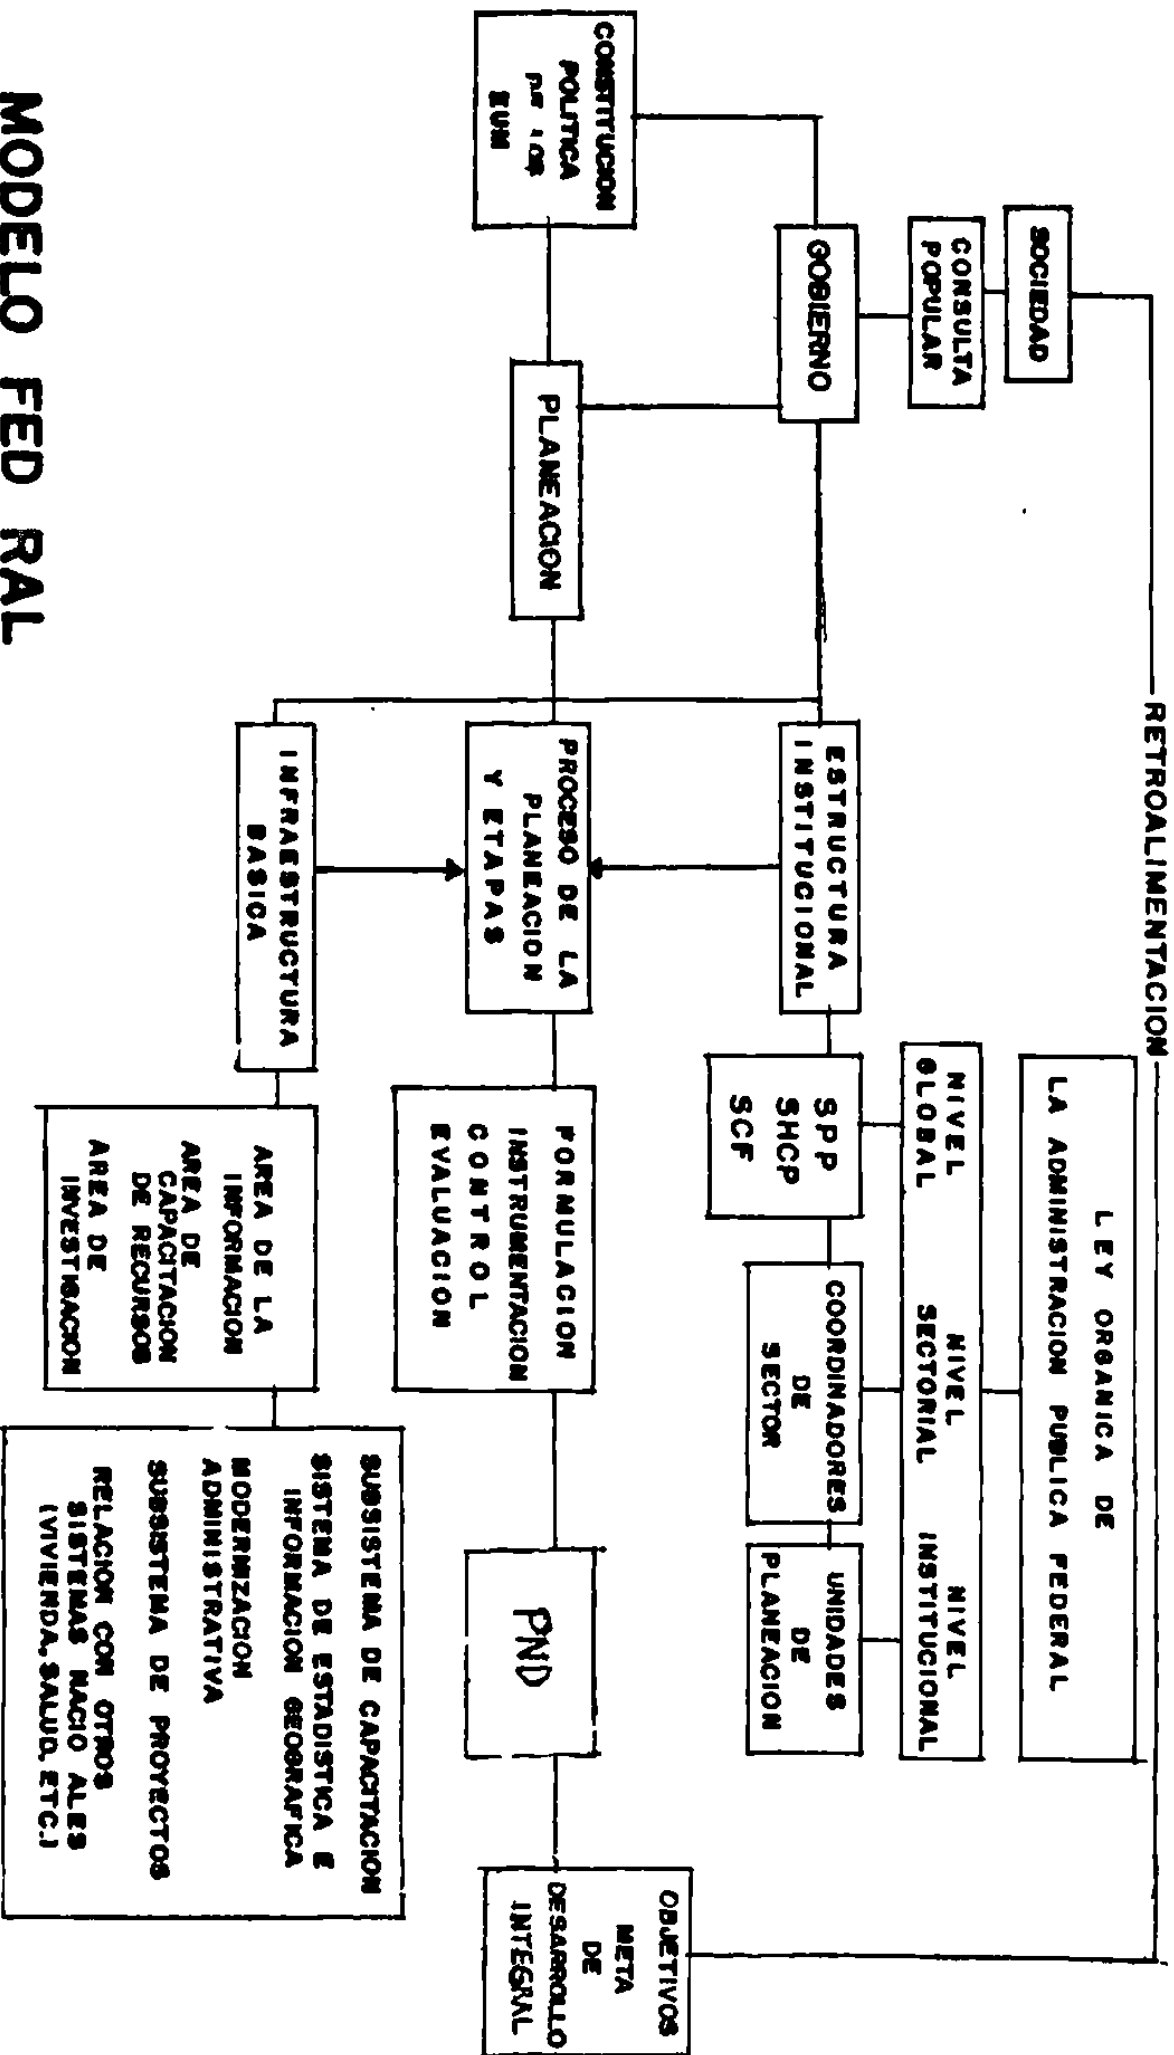 RETROALIMENTACION
SOCIEDAD
CONSULTA
POPULAR
GOBIERNO
CONSTITUCION
POLITICA
EUM
PLANEACION
LEY ORGANICA DE
LA ADMINISTRACION PUBLICA FEDERAL
NIVEL NIVEL NIVEL
GLOBAL SECTORIAL INSTITUCIONAL
ESTRUCTURA
INSTITUCIONAL
SPP
SHCP
SCF
COORDINADORES
DE
SECTOR
UNIDADES
DE
PLANEACION
PROCESO DE LA
PLANEACION
Y ETAPAS
FORMULACION
INSTRUMENTACION
CONTROL
EVALUACION
PND
OBJETIVOS
META
DE
DESARROLLO
INTEGRAL
INFRAESTRUCTURA
BASICA
AREA DE LA
INFORMACION
AREA DE
CAPACITACION
DE RECURSOS
AREA DE
INVESTIGACION
SUBSISTEMA DE CAPACITACION
SISTEMA DE ESTADISTICA E
INFORMACION GEOGRAFICA
MODERNIZACION
ADMINISTRATIVA
SUBSISTEMA DE PROYECTOS
RELACION CON OTROS
SISTEMAS NACIO ALES
(VIVIENDA, SALUD, ETC.)
MODELO FED RAL